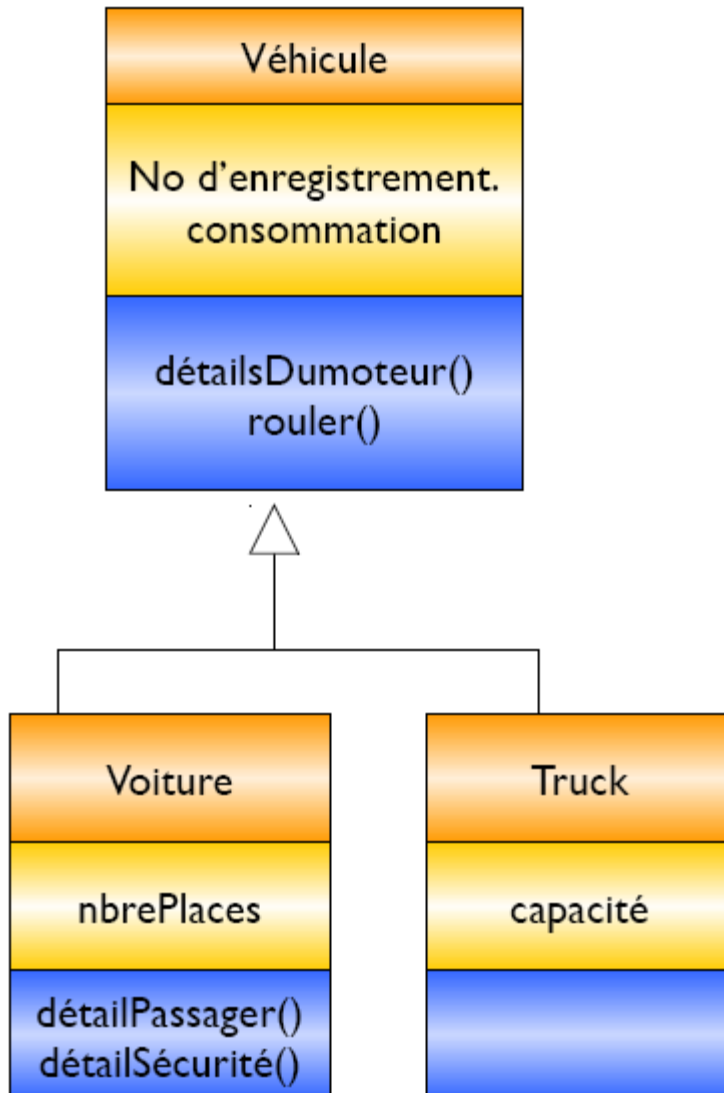 Véhicule
No d'enregistrement.
consommation
détailsDumoteur()
rouler()
Voiture
Truck
nbrePlaces
capacité
détailPassager()
détailSécurité()